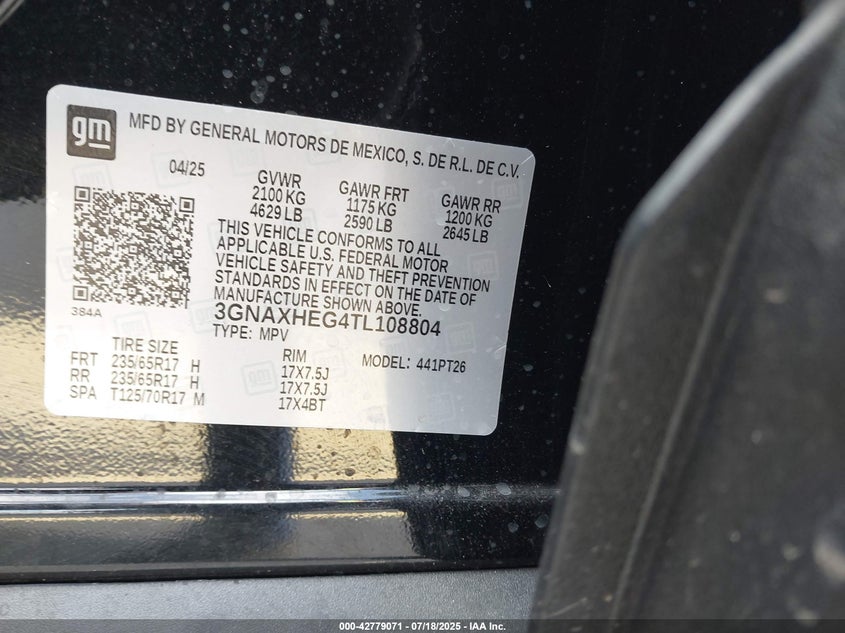 gm
MFD BY GENERAL MOTORS DE MEXICO, S. DE R.L. DE C.V.
04/25
GVWR GAWR FRT GAWR RR
2100 KG 1175 KG 1200 KG
4629 LB 2590 LB 2645 LB
THIS VEHICLE CONFORMS TO ALL
APPLICABLE U.S. FEDERAL MOTOR
VEHICLE SAFETY AND THEFT PREVENTION
STANDARDS IN EFFECT ON THE DATE OF
MANUFACTURE SHOWN ABOVE.
384A
3GNAXHEG4TL108804
TYPE: MPV
TIRE SIZE RIM MODEL: 441PT26
FRT 235/65R17 H 17X7.5J
RR 235/65R17 H 17X7.5J
SPA T125/70R17 M 17X4BT
000-42779071 - 07/18/2025 - IAA Inc.